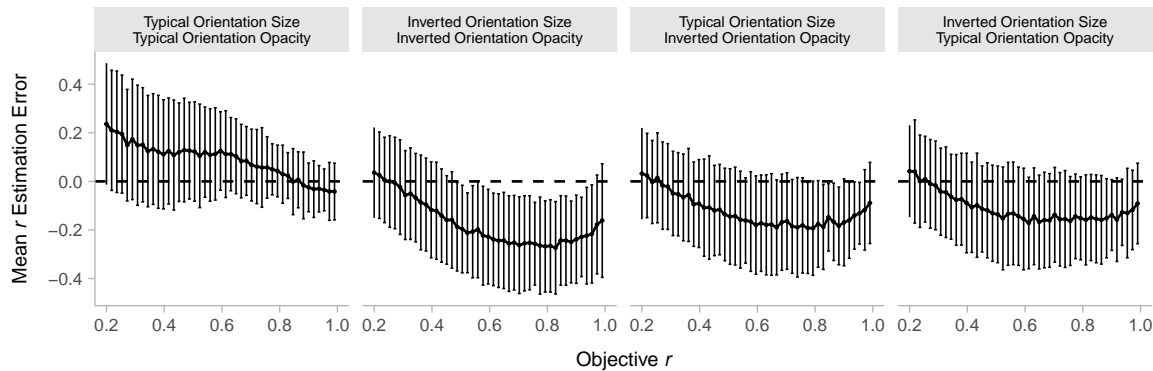 Typical Orientation Size
Typical Orientation Opacity
Inverted Orientation Size
Inverted Orientation Opacity
Typical Orientation Size
Inverted Orientation Opacity
Inverted Orientation Size
Typical Orientation Opacity
Mean r Estimation Error
0.4
0.2
0.0
−0.2
−0.4
0.2 0.4 0.6 0.8 1.0
0.2 0.4 0.6 0.8 1.0
0.2 0.4 0.6 0.8 1.0
0.2 0.4 0.6 0.8 1.0
Objective r